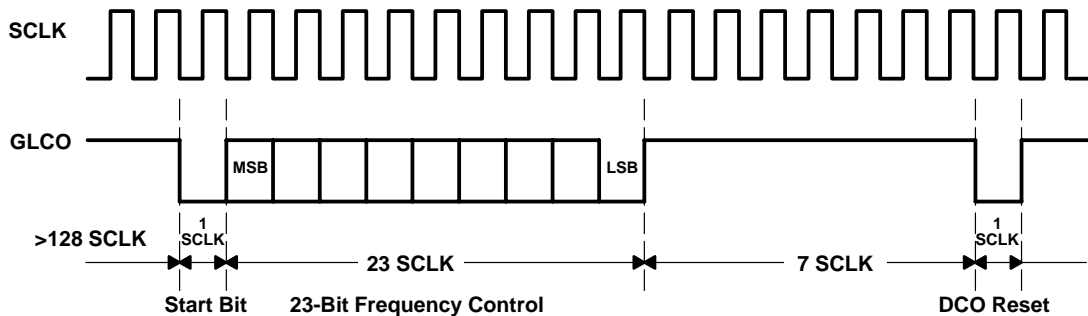 SCLK
GLCO
MSB
LSB
>128 SCLK
1
SCLK
23 SCLK
7 SCLK
1
SCLK
Start Bit
23-Bit Frequency Control
DCO Reset